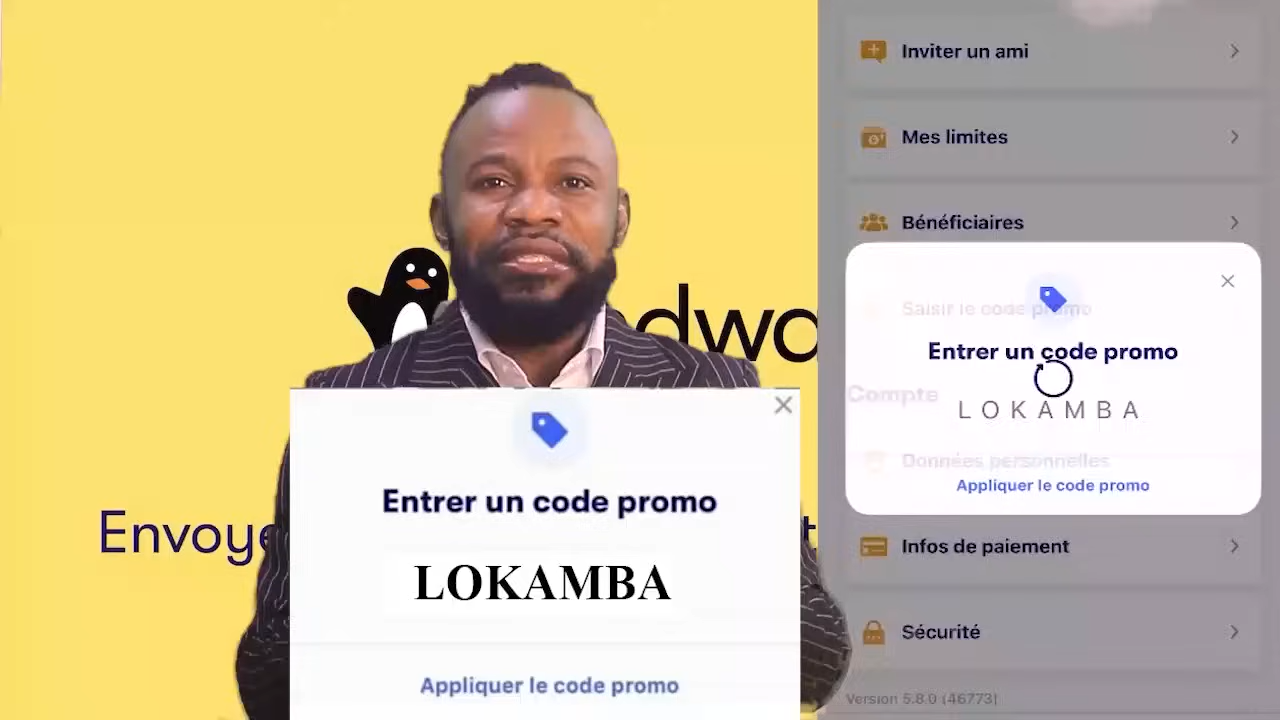 dwo
Envoye
t
Entrer un code promo
LOKAMBA
Appliquer le code promo
Inviter un ami
Mes limites
Bénéficiaires
Saisir le code promo
Entrer un code promo
Compte
LOKAMBA
Données personnelles
Appliquer le code promo
Infos de paiement
Sécurité
Version 5.8.0 (46773)